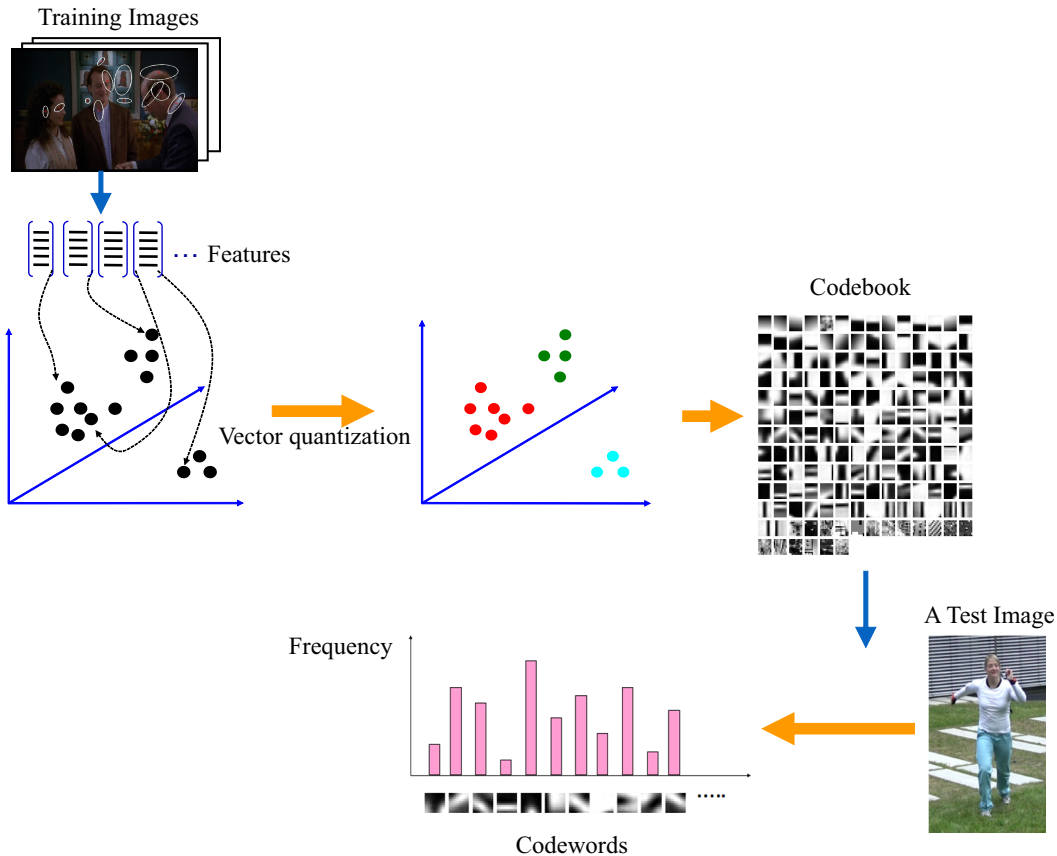 Training Images
... Features
Vector quantization
Codebook
A Test Image
Frequency
.....
Codewords